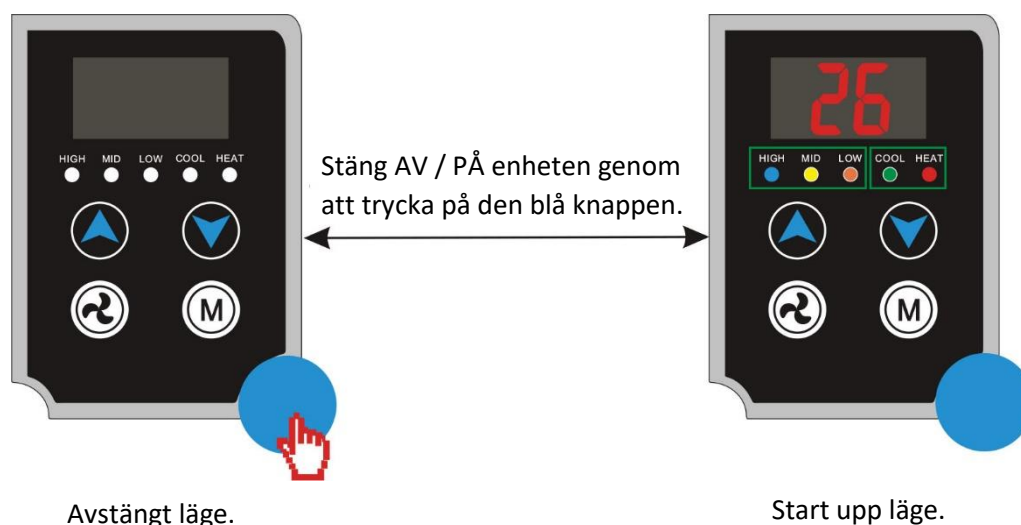 HIGH MID LOW COOL HEAT
M
Stäng AV / PÅ enheten genom
att trycka på den blå knappen.
26
HIGH MID LOW COOL HEAT
M
Avstängt läge.
Start upp läge.